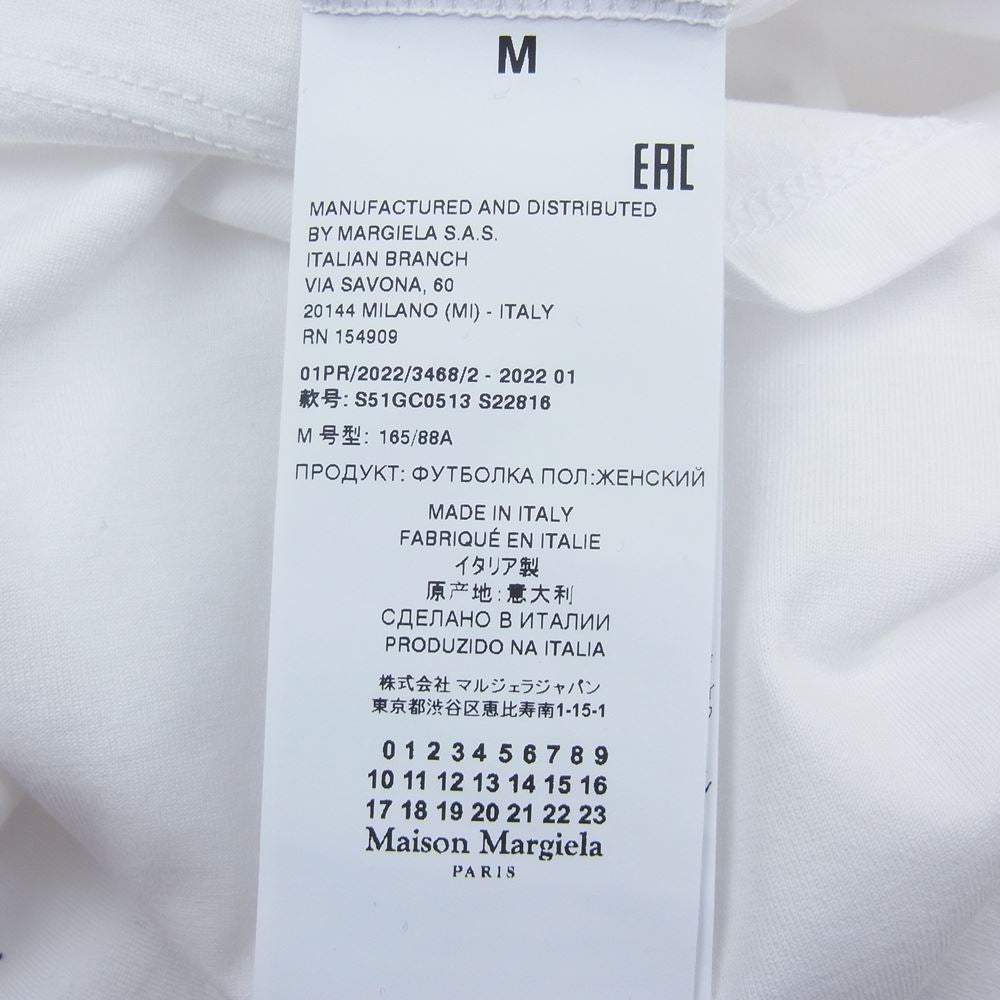 M
EAC
MANUFACTURED AND DISTRIBUTED
BY MARGIELA S.A.S.
ITALIAN BRANCH
VIA SAVONA, 60
20144 MILANO (MI) - ITALY
RN 154909
01PR/2022/3468/2 - 2022 01
款号: S51GC0513 S22816
M 号型: 165/88A
ПРОДУКТ: ФУТБОЛКА ПОЛ:ЖЕНСКИЙ
MADE IN ITALY
FABRIQUÉ EN ITALIE
イタリア製
原产地:意大利
СДЕЛАНО В ИТАЛИИ
PRODUZIDO NA ITALIA
株式会社 マルジェラジャパン
東京都渋谷区恵比寿南1-15-1
0 1 2 3 4 5 6 7 8 9
10 11 12 13 14 15 16
17 18 19 20 21 22 23
Maison Margiela
PARIS